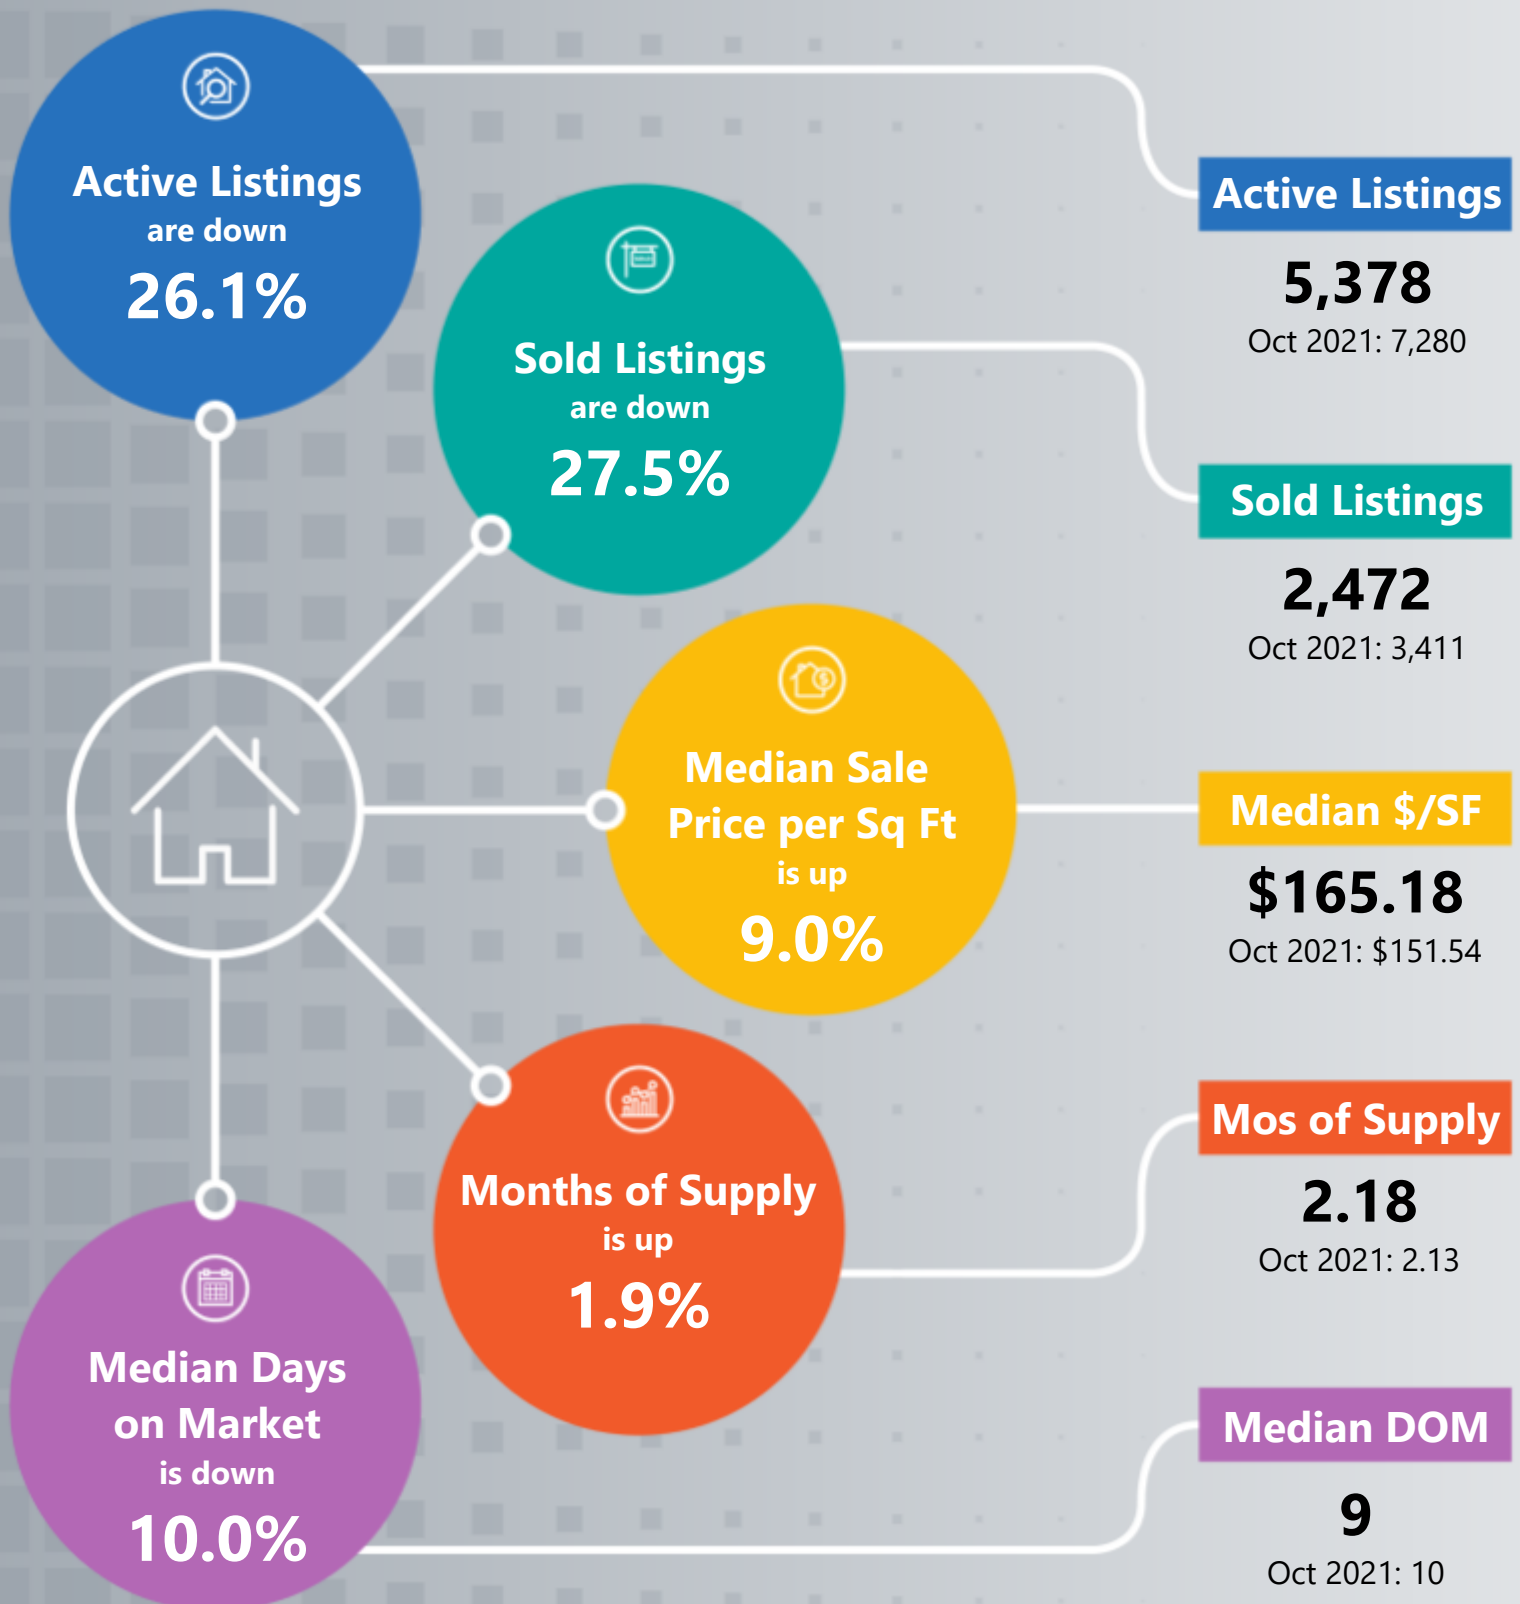 Active Listings
are down
26.1%
Sold Listings
are down
27.5%
Median Sale
Price per Sq Ft
is up
9.0%
Months of Supply
is up
1.9%
Median Days
on Market
is down
10.0%
Active Listings
5,378
Oct 2021: 7,280
Sold Listings
2,472
Oct 2021: 3,411
Median $/SF
$165.18
Oct 2021: $151.54
Mos of Supply
2.18
Oct 2021: 2.13
Median DOM
9
Oct 2021: 10